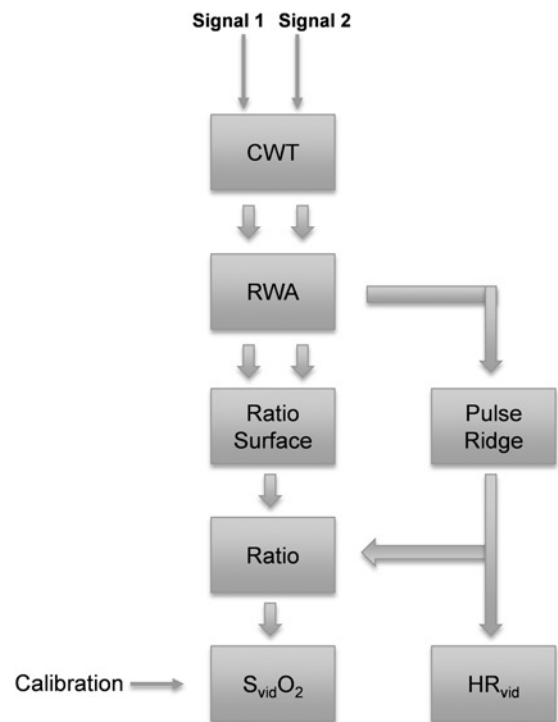 Signal 1 Signal 2
CWT
RWA
Ratio
Surface
Pulse
Ridge
Ratio
Calibration
SvidO2
HRvid